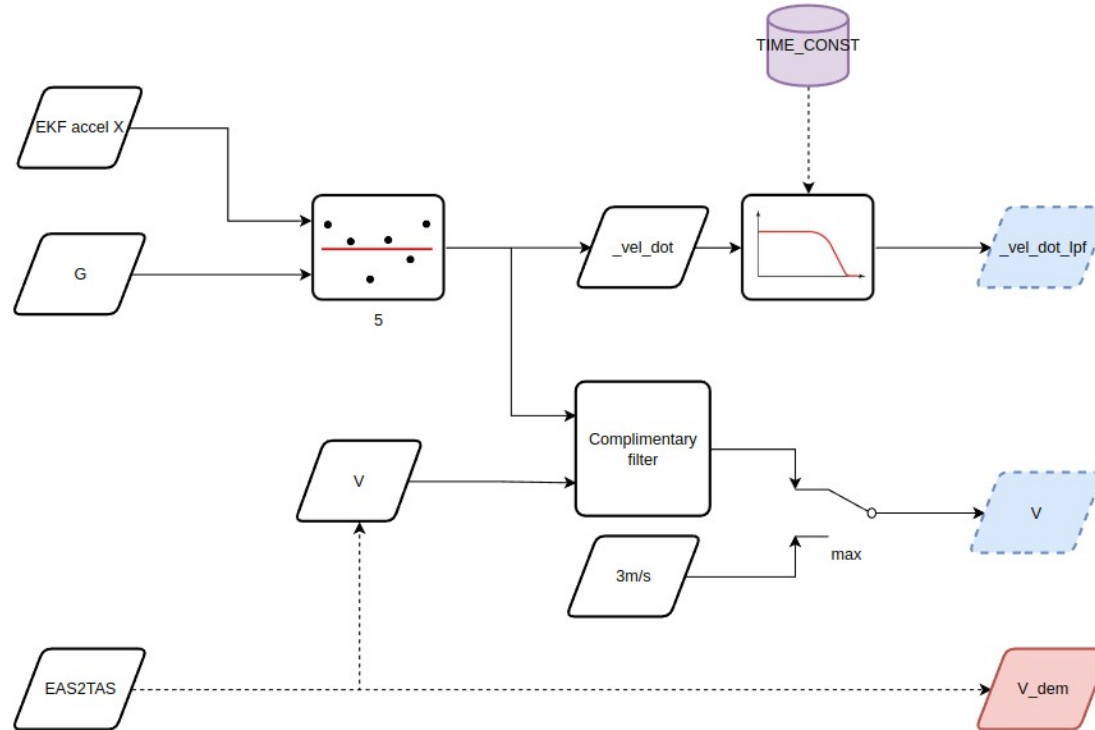 TIME_CONST
EKF accel X
G
5
_vel_dot
_vel_dot_lpf
Complimentary
filter
V
3m/s
max
V
EAS2TAS
V_dem